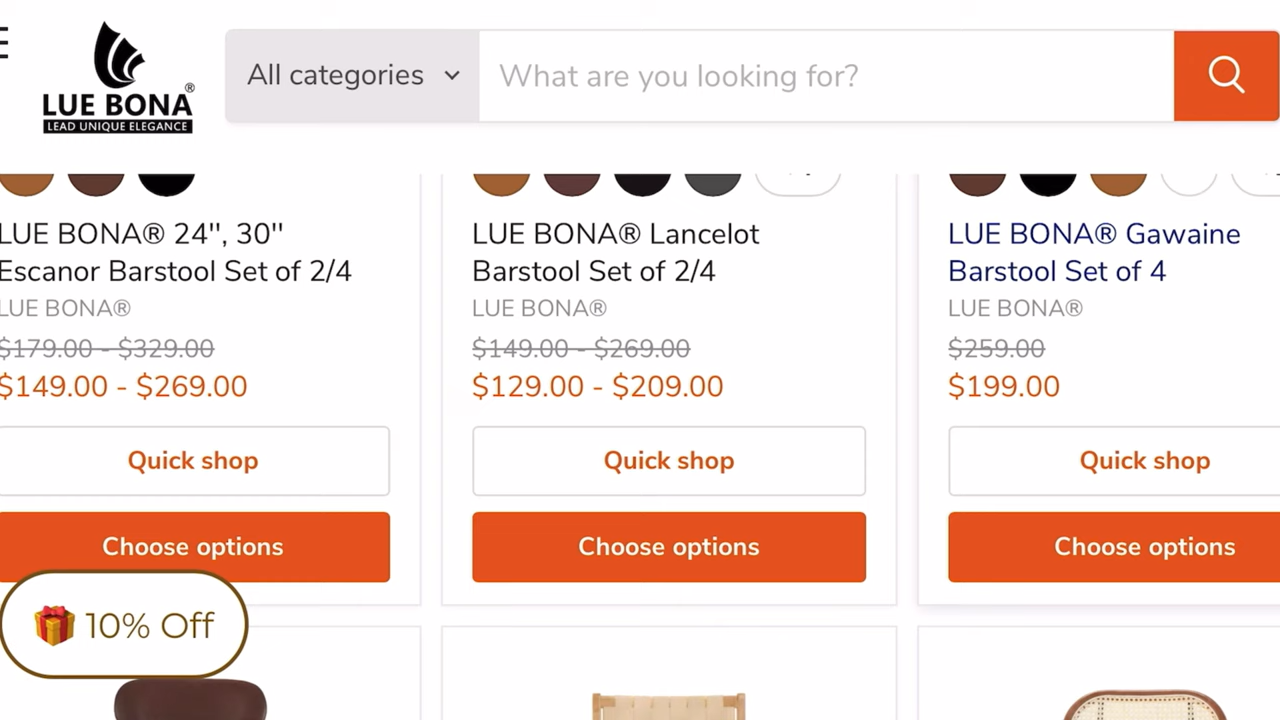 LUE BONA®
LEAD UNIQUE ELEGANCE
All categories
What are you looking for?
LUE BONA® 24", 30"
Escanor Barstool Set of 2/4
LUE BONA®
$179.00 - $329.00
$149.00 - $269.00
Quick shop
Choose options
LUE BONA® Lancelot
Barstool Set of 2/4
LUE BONA®
$149.00 - $269.00
$129.00 - $209.00
Quick shop
Choose options
LUE BONA® Gawaine
Barstool Set of 4
LUE BONA®
$259.00
$199.00
Quick shop
Choose options
10% Off